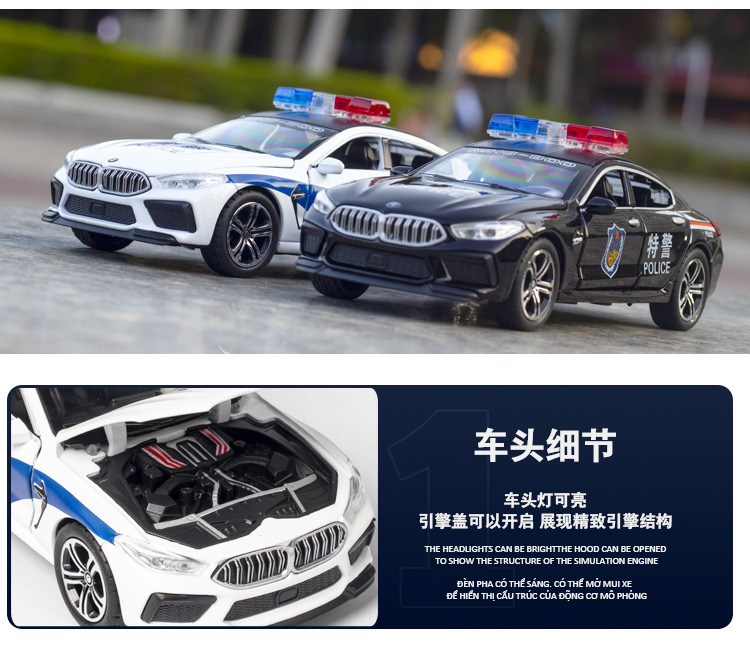 特警
POLICE
车头细节
车头灯可亮
引擎盖可以开启 展现精致引擎结构
THE HEADLIGHTS CAN BE BRIGHTTHE HOOD CAN BE OPENED
TO SHOW THE STRUCTURE OF THE SIMULATION ENGINE
ĐÈN PHA CÓ THỂ SÁNG. CÓ THỂ MỞ MUI XE
ĐỂ HIỂN THỊ CẤU TRÚC CỦA ĐỘNG CƠ MÔ PHỎNG
1